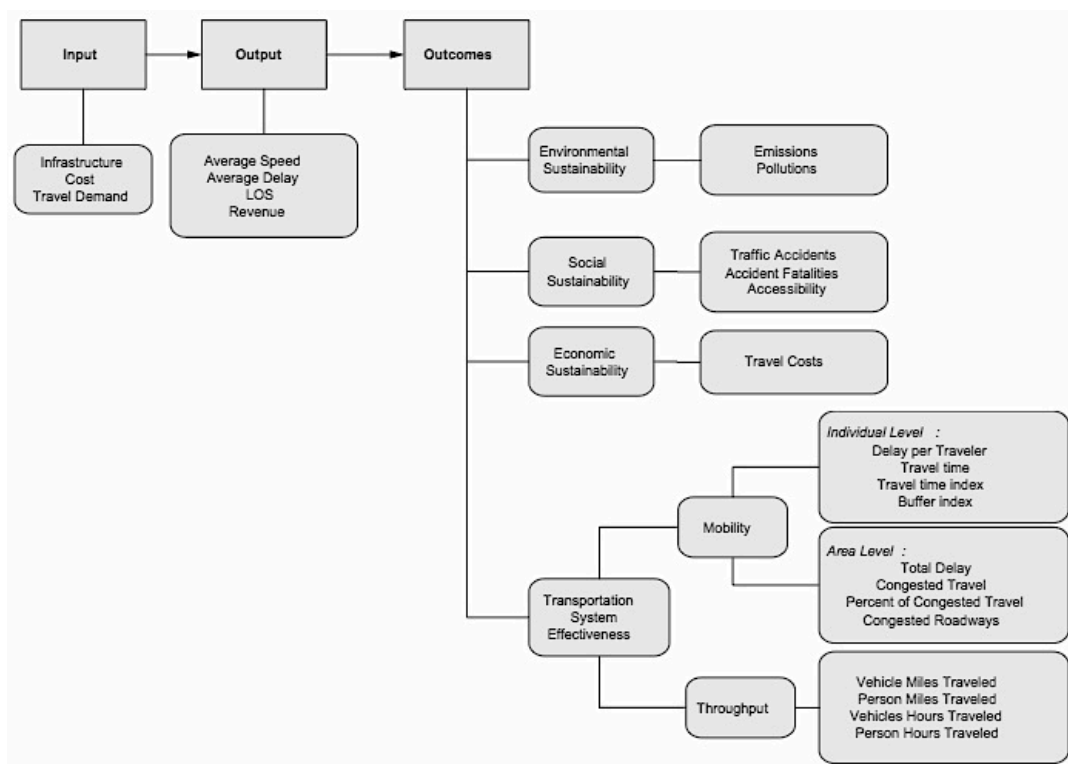 Input
Output
Outcomes
Infrastructure
Cost
Travel Demand
Average Speed
Average Delay
LOS
Revenue
Environmental
Sustainability
Emissions
Pollutions
Social
Sustainability
Traffic Accidents
Accident Fatalities
Accessibility
Economic
Sustainability
Travel Costs
Transportation
System
Effectiveness
Mobility
Individual Level :
Delay per Traveler
Travel time
Travel time index
Buffer index
Area Level :
Total Delay
Congested Travel
Percent of Congested Travel
Congested Roadways
Throughput
Vehicle Miles Traveled
Person Miles Traveled
Vehicles Hours Traveled
Person Hours Traveled